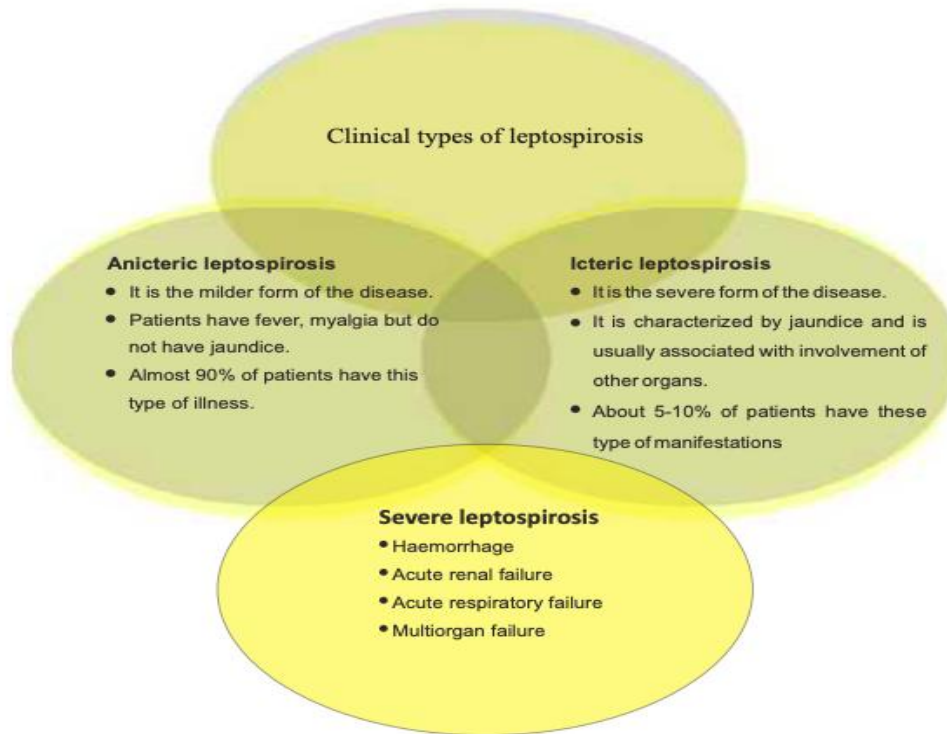 Clinical types of leptospirosis
Anicteric leptospirosis
• It is the milder form of the disease.
• Patients have fever, myalgia but do
not have jaundice.
• Almost 90% of patients have this
type of illness.
Icteric leptospirosis
• It is the severe form of the disease.
• It is characterized by jaundice and is
usually associated with involvement of
other organs.
• About 5-10% of patients have these
type of manifestations
Severe leptospirosis
• Haemorrhage
• Acute renal failure
• Acute respiratory failure
• Multiorgan failure